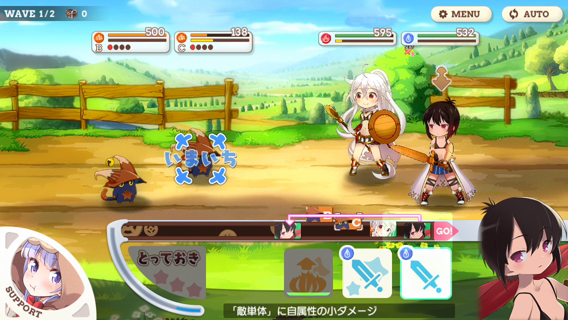 WAVE 1/2 0
MENU
AUTO
500
B
138
C
595
532
いまいち
GO!
とっておき
SUPPORT
「敵単体」に自属性の小ダメージ